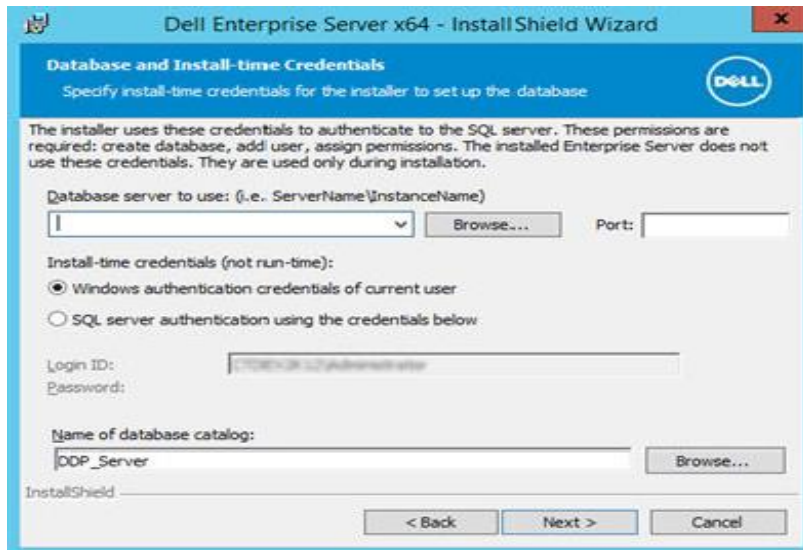 Dell Enterprise Server x64 - InstallShield Wizard
Database and Install-time Credentials
Specify install-time credentials for the installer to set up the database
DELL
The installer uses these credentials to authenticate to the SQL server. These permissions are
required: create database, add user, assign permissions. The installed Enterprise Server does not
use these credentials. They are used only during installation.
Database server to use: (i.e. ServerName\InstanceName)
Browse... Port:
Install-time credentials (not run-time):
Windows authentication credentials of current user
SQL server authentication using the credentials below
Login ID:
Password:
Name of database catalog:
DDP_Server Browse...
InstallShield
< Back Next > Cancel